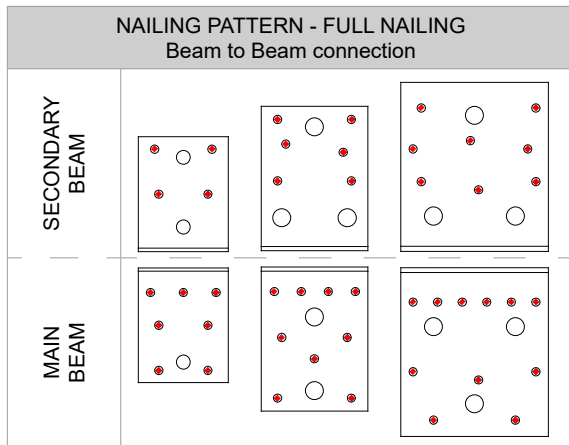 NAILING PATTERN - FULL NAILING
Beam to Beam connection
SECONDARY
BEAM
MAIN
BEAM